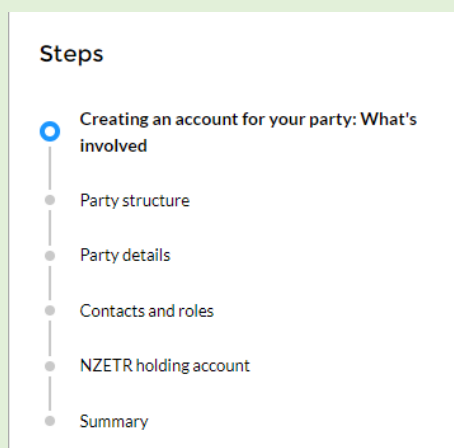 Steps
Creating an account for your party: What's
involved
Party structure
Party details
Contacts and roles
NZETR holding account
Summary